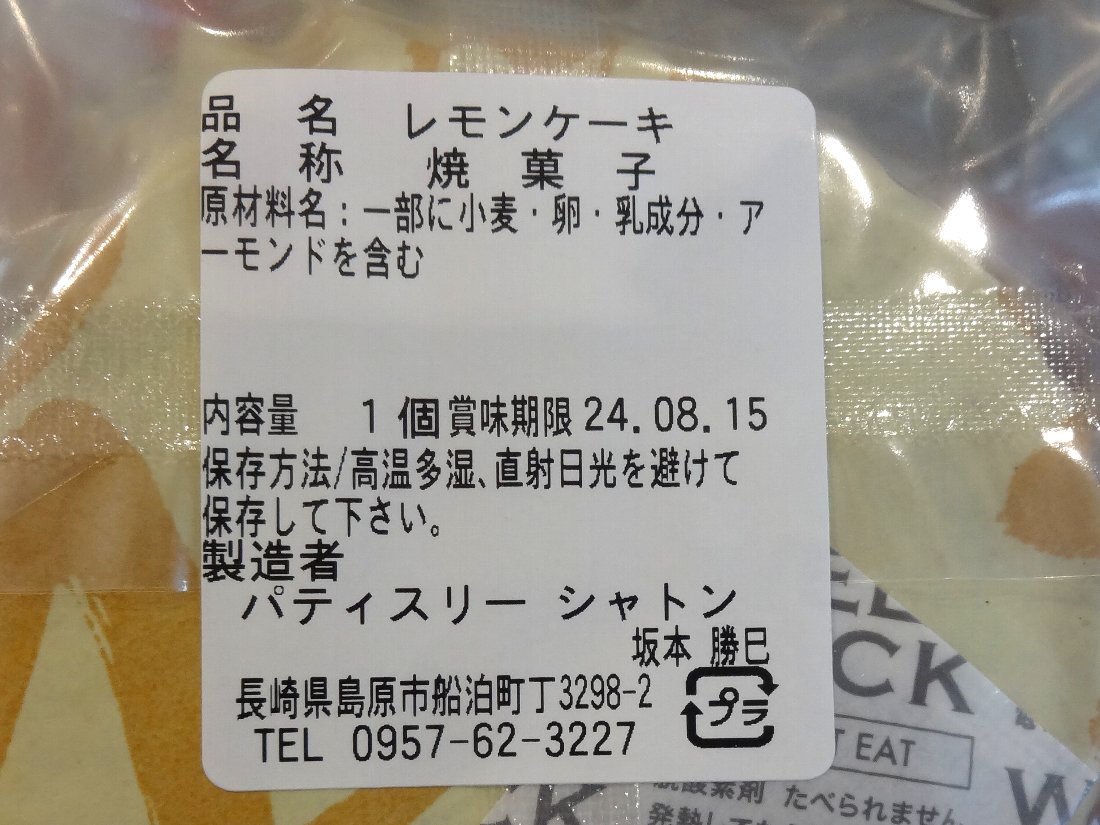 品 名 レモンケーキ
名 称 焼 菓 子
原材料名：一部に小麦・卵・乳成分・ア
ーモンドを含む
内容量 1個 賞味期限 24.08.15
保存方法/高温多湿、直射日光を避けて
保存して下さい。
製造者
パティスリー シャトン
坂本 勝巳
長崎県島原市船泊町丁3298-2
プラ
TEL 0957-62-3227
CK
T EAT
脱酸素剤 たべられません